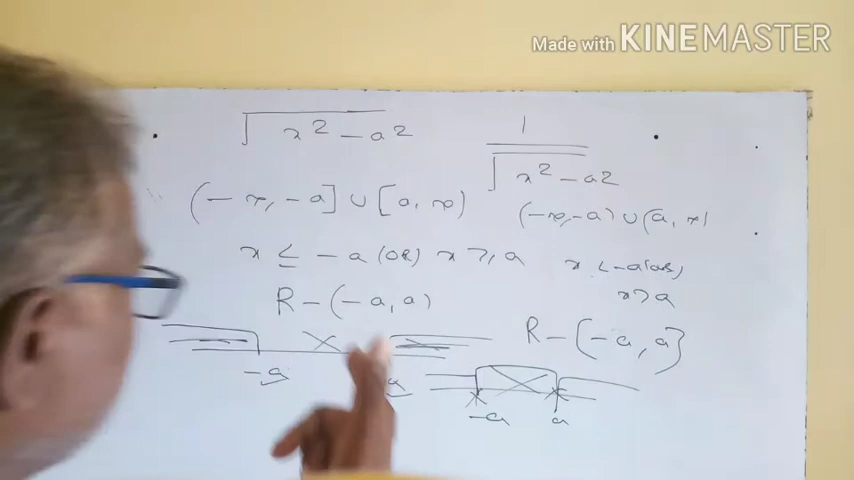 Made with KINEMASTER
√(x² - a²)
(-∞, -a] ∪ [a, ∞)
x ≤ -a (OR) x ≥ a
R - (-a, a)
-a a
1/√(x² - a²)
(-∞, -a) ∪ (a, ∞)
x < -a (OR)
x > a
R - [-a, a]
-a a